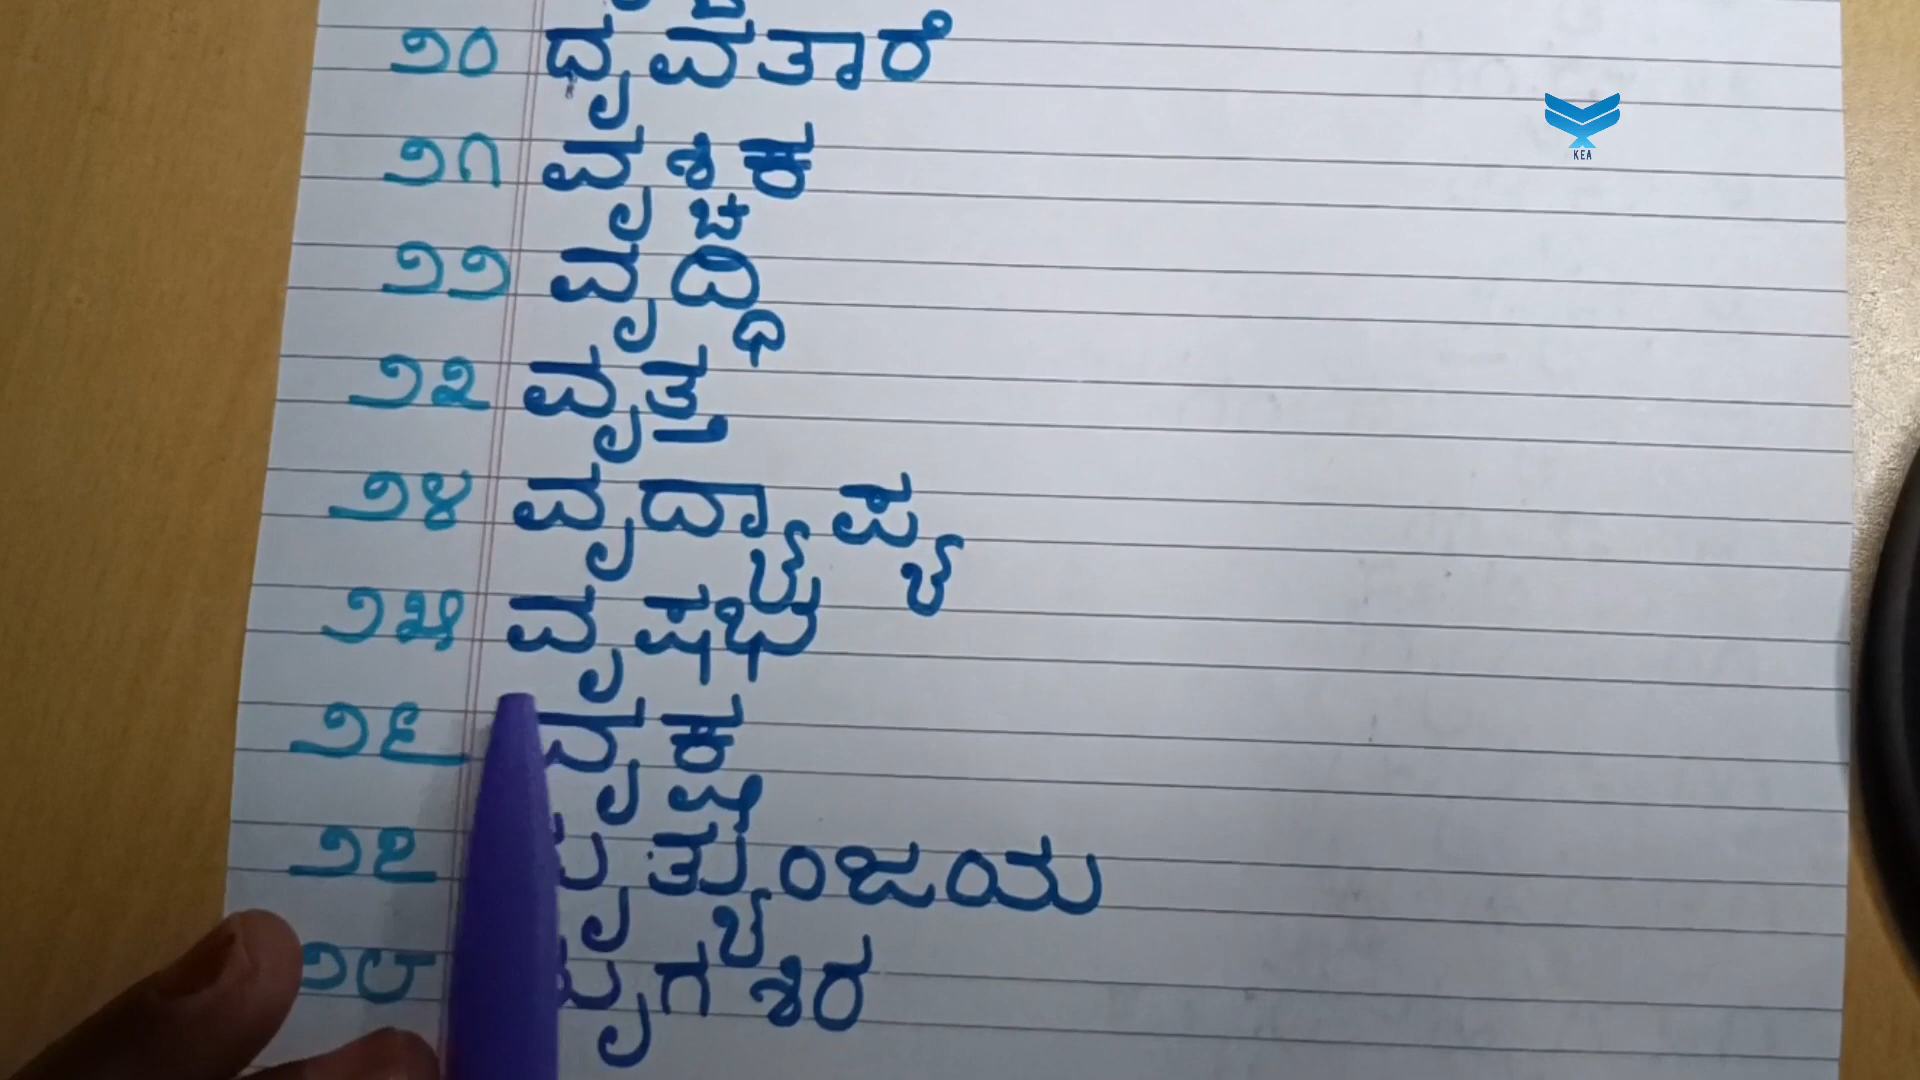 ೨೦ ಧೃವತಾರೆ
KEA
೨೧ ವೃಶ್ಚಿಕ
೨೨ ವೃದ್ಧಿ
೨೩ ವೃತ್ತ
೨೪ ವೃದ್ಯಾಪ್ಯ
೨೫ ವೃಷಭ
೨೬ ವೃಕ್ಷ
೨೭ ಮೃತ್ಯುಂಜಯ
೨೮ ಮೃಗಶಿರ